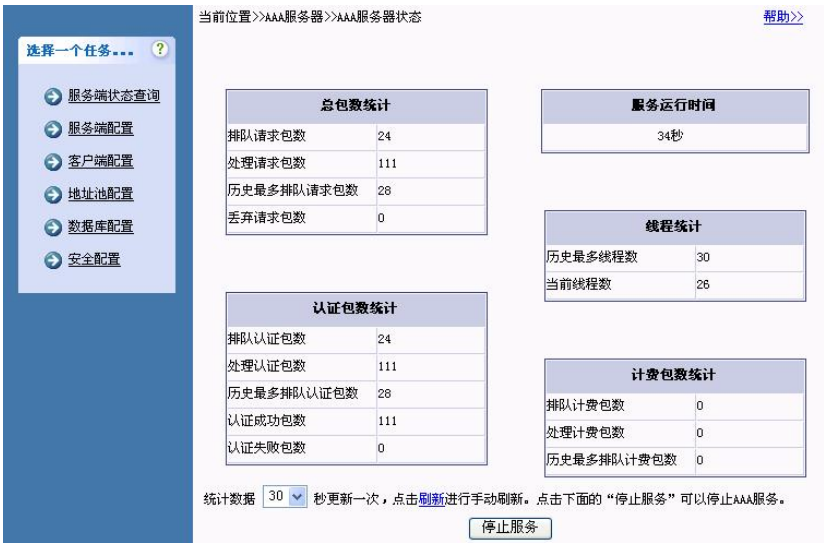 当前位置>>AAA服务器>>AAA服务器状态
帮助>>
选择一个任务... ?
服务端状态查询
服务端配置
客户端配置
地址池配置
数据库配置
安全配置
总包数统计
排队请求包数 24
处理请求包数 111
历史最多排队请求包数 28
丢弃请求包数 0
服务运行时间
34秒
线程统计
历史最多线程数 30
当前线程数 26
认证包数统计
排队认证包数 24
处理认证包数 111
历史最多排队认证包数 28
认证成功包数 111
认证失败包数 0
计费包数统计
排队计费包数 0
处理计费包数 0
历史最多排队计费包数 0
统计数据 30 秒更新一次，点击刷新进行手动刷新。点击下面的“停止服务”可以停止AAA服务。
停止服务